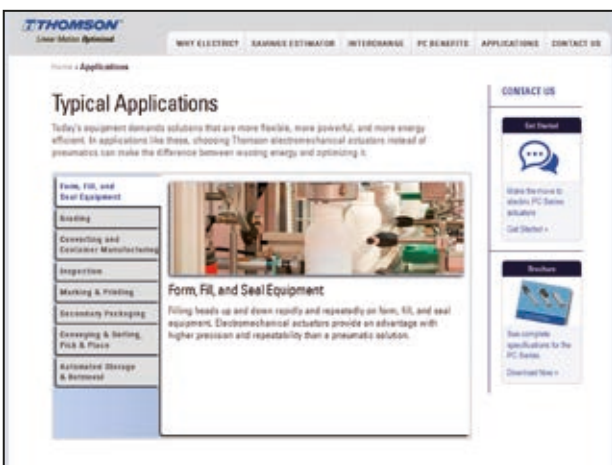 THOMSON
Linear Motion. Optimized.
WHY ELECTRIC? SAVINGS ESTIMATOR INTERCHANGE PC BENEFITS APPLICATIONS CONTACT US
Home » Applications
Typical Applications
Today's equipment demands solutions that are more flexible, more powerful, and more energy
efficient. In applications like these, choosing Thomson electromechanical actuators instead of
pneumatics can make the difference between wasting energy and optimizing it.
Form, Fill, and
Seal Equipment
Grading
Converting and
Container Manufacturing
Inspection
Marking & Printing
Secondary Packaging
Conveying & Sorting,
Pick & Place
Automated Storage
& Retrieval
Form, Fill, and Seal Equipment
Filling heads up and down rapidly and repeatedly on form, fill, and seal
equipment. Electromechanical actuators provide an advantage with
higher precision and repeatability than a pneumatic solution.
CONTACT US
Get Started
Make the move to
electric PC Series
actuators
Get Started »
Brochure
See complete
specifications for the
PC Series.
Download Now »